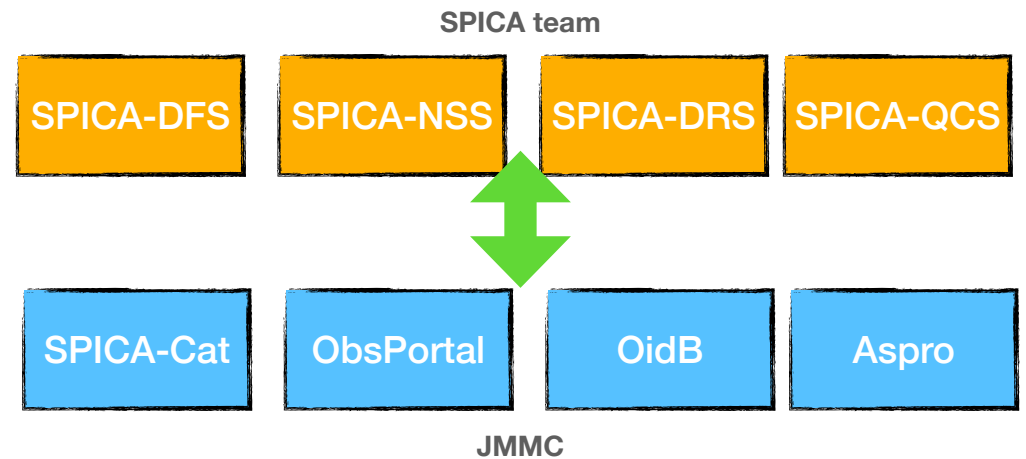 SPICA team
SPICA-DFS SPICA-NSS SPICA-DRS SPICA-QCS
SPICA-Cat ObsPortal OidB Aspro
JMMC